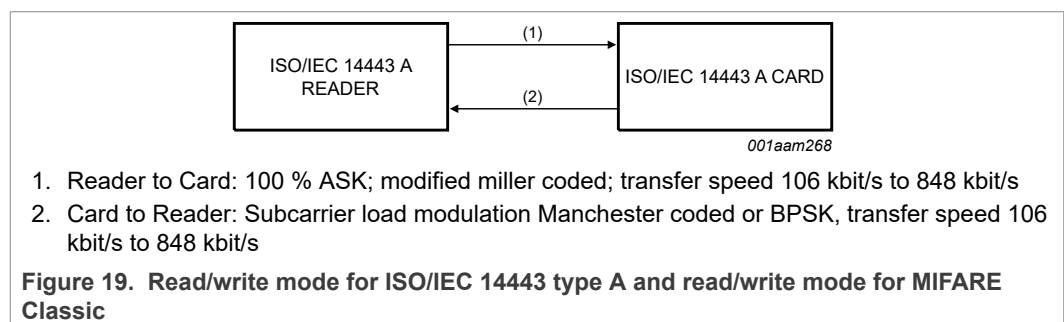 (1)
ISO/IEC 14443 A
READER
ISO/IEC 14443 A CARD
(2)
001aam268
1. Reader to Card: 100 % ASK; modified miller coded; transfer speed 106 kbit/s to 848 kbit/s
2. Card to Reader: Subcarrier load modulation Manchester coded or BPSK, transfer speed 106
kbit/s to 848 kbit/s
Figure 19. Read/write mode for ISO/IEC 14443 type A and read/write mode for MIFARE
Classic